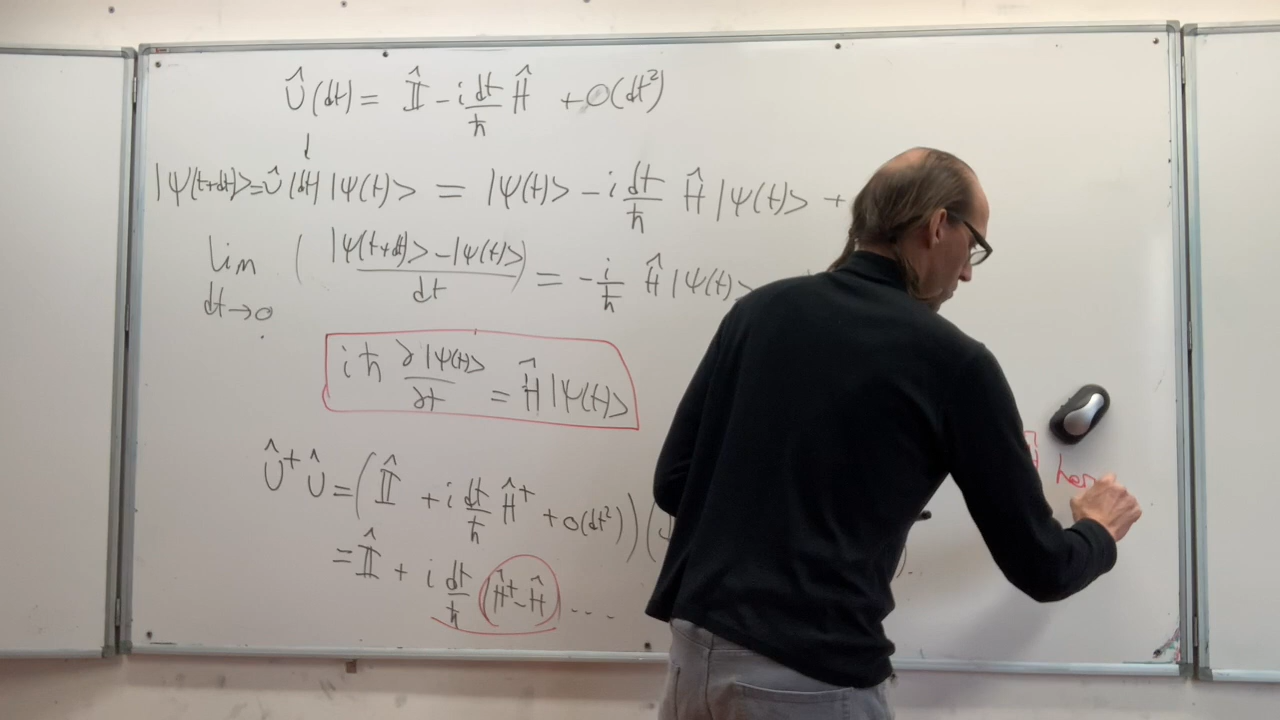 Û(dt) = 𝕀̂ - i dt/ħ Ĥ + O(dt²)
|ψ(t+dt)> = Û(dt) |ψ(t)> = |ψ(t)> - i dt/ħ Ĥ |ψ(t)> +
lim dt→0 ( |ψ(t+dt)> - |ψ(t)> / dt ) = - i/ħ Ĥ |ψ(t)>
iħ ∂|ψ(t)>/∂t = Ĥ |ψ(t)>
Û⁺Û = (𝕀̂ + i dt/ħ Ĥ⁺ + O(dt²)) (
= 𝕀̂ + i dt/ħ (Ĥ⁺ - Ĥ) ...